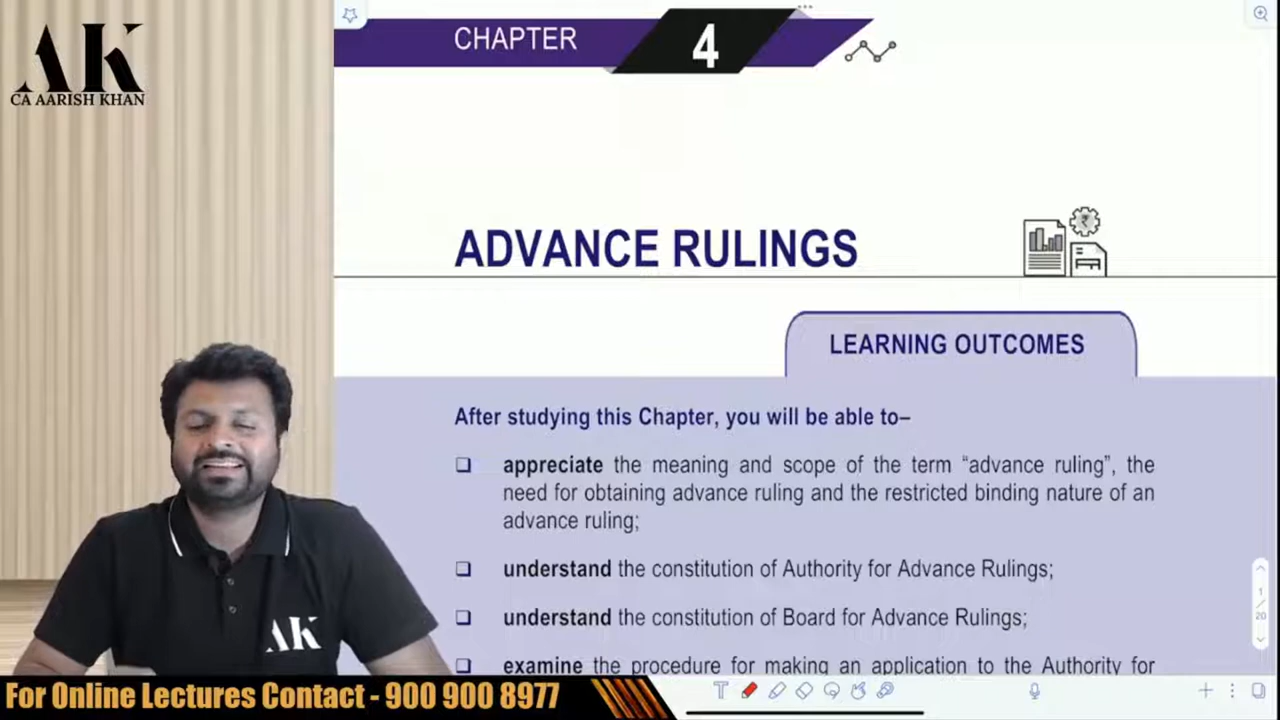 AK
CA AARISH KHAN
CHAPTER 4
ADVANCE RULINGS
LEARNING OUTCOMES
After studying this Chapter, you will be able to–
❑ appreciate the meaning and scope of the term “advance ruling”, the
need for obtaining advance ruling and the restricted binding nature of an
advance ruling;
❑ understand the constitution of Authority for Advance Rulings;
❑ understand the constitution of Board for Advance Rulings;
❑ examine the procedure for making an application to the Authority for
AK
1
/
20
For Online Lectures Contact - 900 900 8977